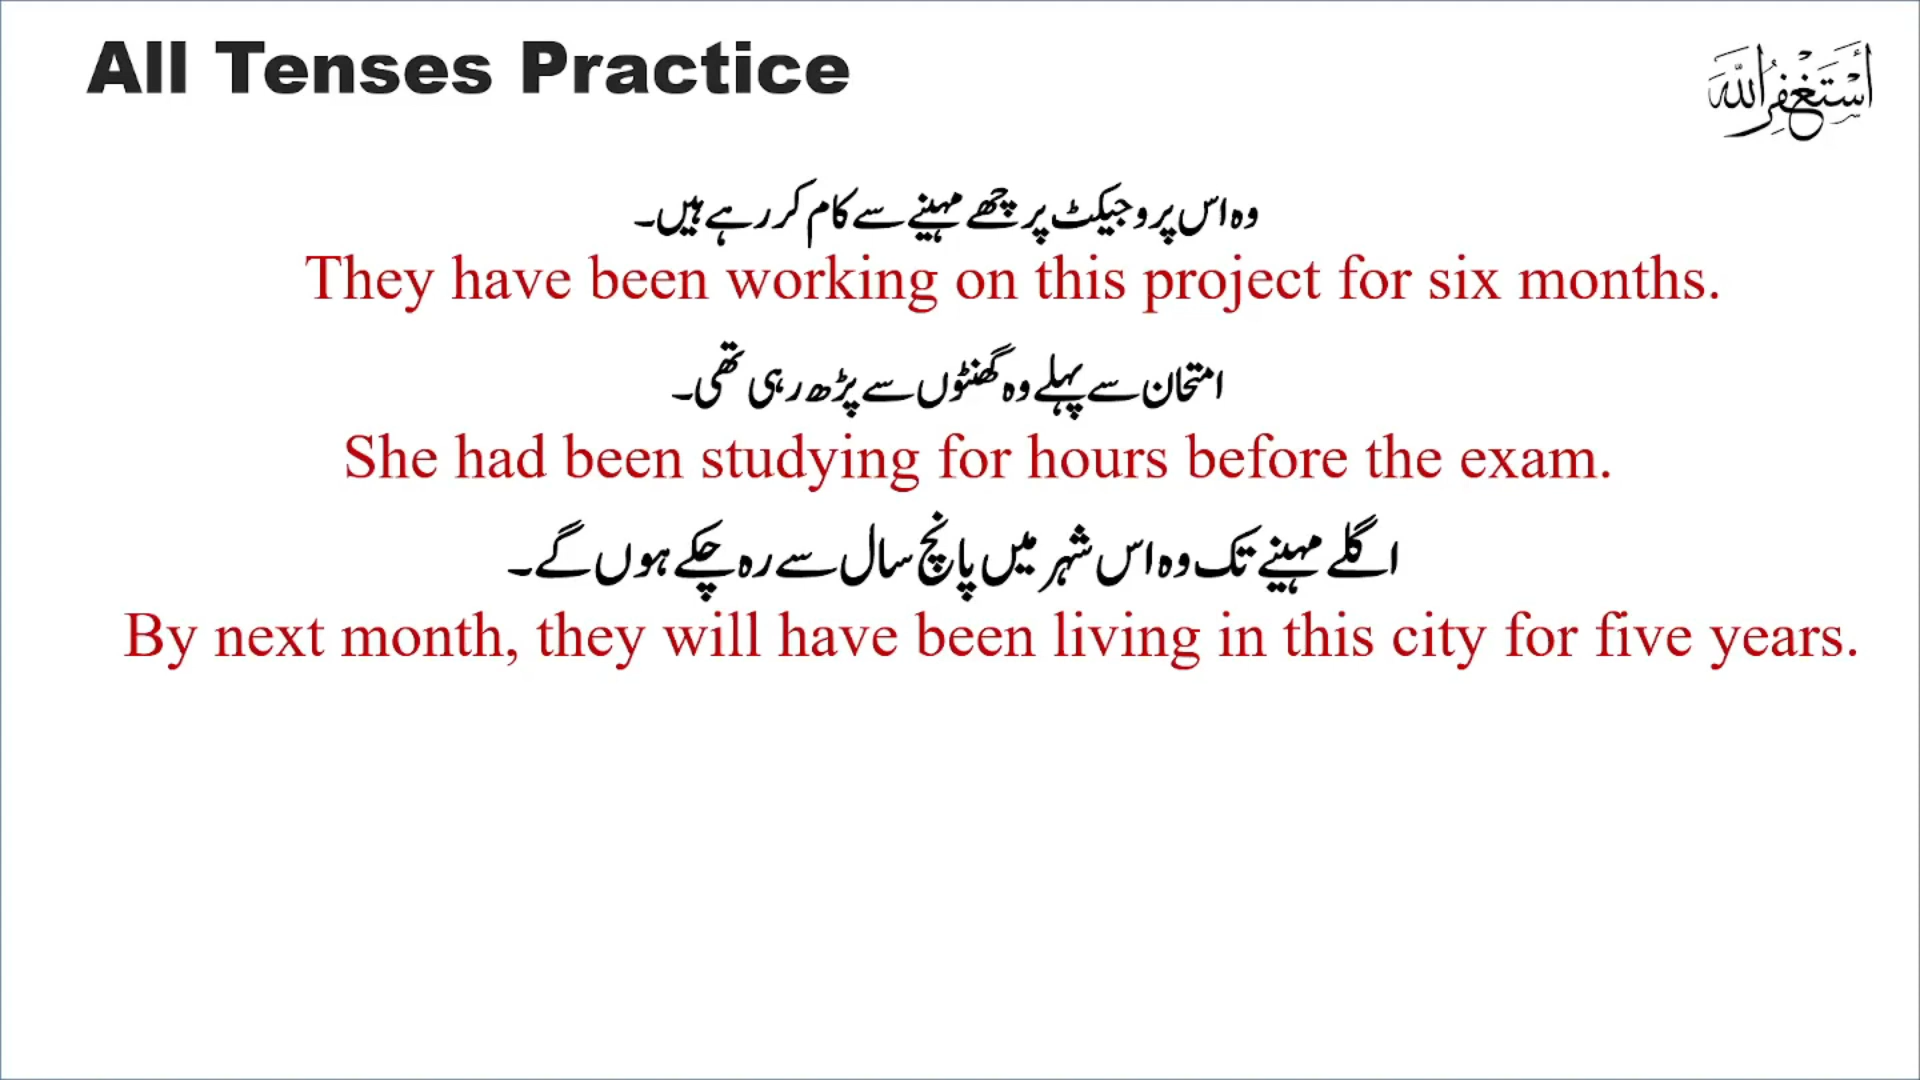 All Tenses Practice
أَسْتَغْفِرُ اللّٰه
وہ اس پروجیکٹ پر چھے مہینے سے کام کر رہے ہیں۔
They have been working on this project for six months.
امتحان سے پہلے وہ گھنٹوں سے پڑھ رہی تھی۔
She had been studying for hours before the exam.
اگلے مہینے تک وہ اس شہر میں پانچ سال سے رہ چکے ہوں گے۔
By next month, they will have been living in this city for five years.